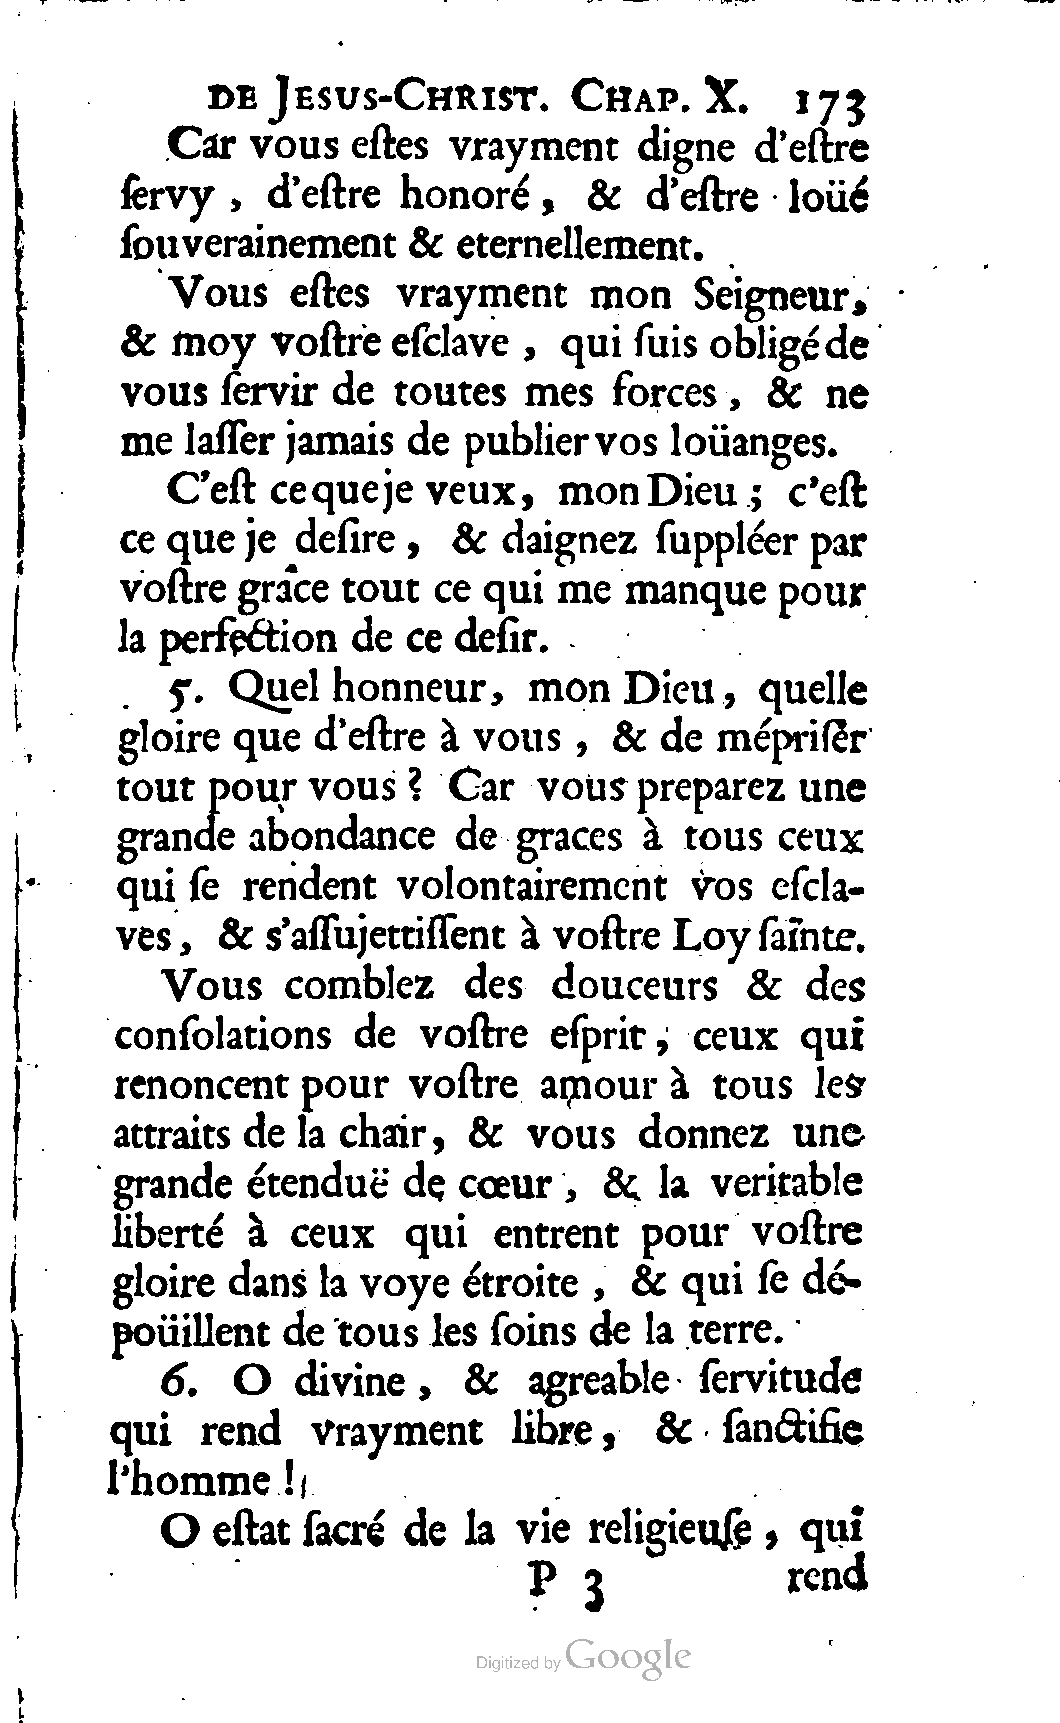 DE JESUS-CHRIST. CHAP. X. 173
Car vous eſtes vrayment digne d'eſtre
ſervy, d'eſtre honoré, & d'eſtre loüé
ſouverainement & eternellement.
Vous eſtes vrayment mon Seigneur,
& moy voſtre eſclave, qui ſuis obligé de
vous ſervir de toutes mes forces, & ne
me laſſer jamais de publier vos loüanges.
C'eſt ce que je veux, mon Dieu; c'eſt
ce que je deſire, & daignez ſuppléer par
voſtre grace tout ce qui me manque pour
la perfection de ce deſir.
5. Quel honneur, mon Dieu, quelle
gloire que d'eſtre à vous, & de mépriſer
tout pour vous? Car vous preparez une
grande abondance de graces à tous ceux
qui ſe rendent volontairement vos eſcla-
ves, & s'aſſujettiſſent à voſtre Loy ſainte.
Vous comblez des douceurs & des
conſolations de voſtre eſprit, ceux qui
renoncent pour voſtre amour à tous les
attraits de la chair, & vous donnez une
grande étenduë de cœur, & la veritable
liberté à ceux qui entrent pour voſtre
gloire dans la voye étroite, & qui ſe dé-
poüillent de tous les ſoins de la terre.
6. O divine, & agreable ſervitude
qui rend vrayment libre, & ſanctifie
l'homme!
O eſtat ſacré de la vie religieuſe, qui
P 3 rend
Digitized by Google